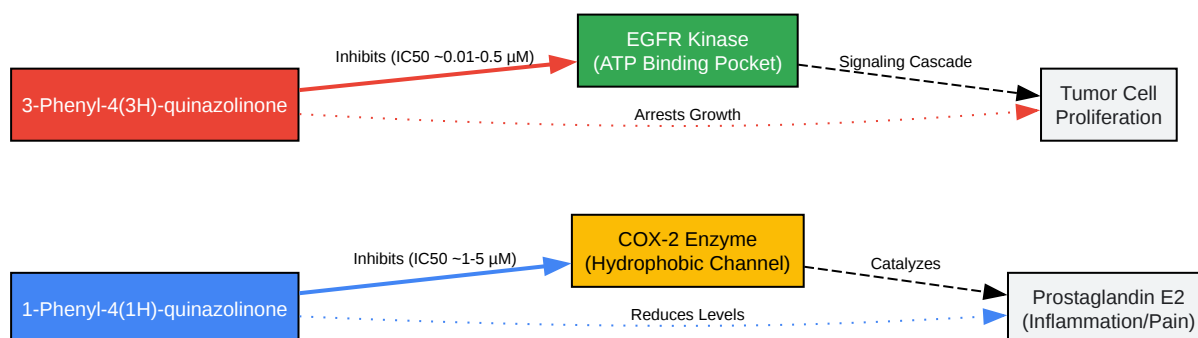 3-Phenyl-4(3H)-quinazolinone
Inhibits (IC50 ~0.01-0.5 µM)
EGFR Kinase
(ATP Binding Pocket)
Signaling Cascade
Arrests Growth
Tumor Cell
Proliferation
1-Phenyl-4(1H)-quinazolinone
Inhibits (IC50 ~1-5 µM)
COX-2 Enzyme
(Hydrophobic Channel)
Catalyzes
Reduces Levels
Prostaglandin E2
(Inflammation/Pain)